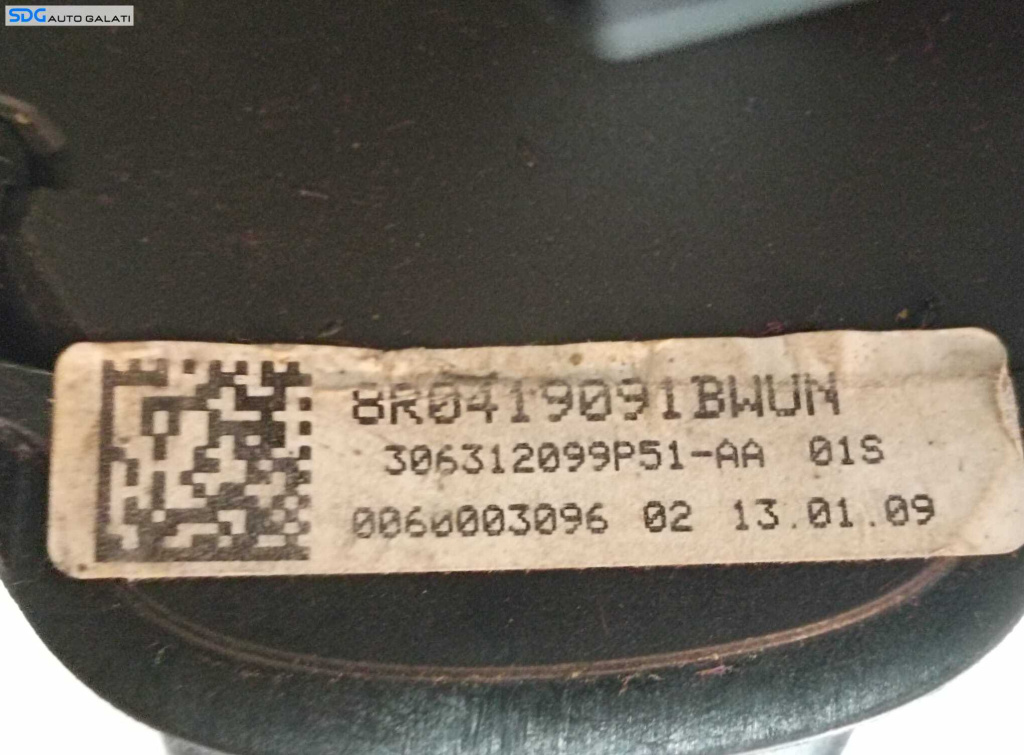 SDG AUTO GALATI
8R0419091BWUN
306312099P51-AA 01S
0060003096 02 13.01.09